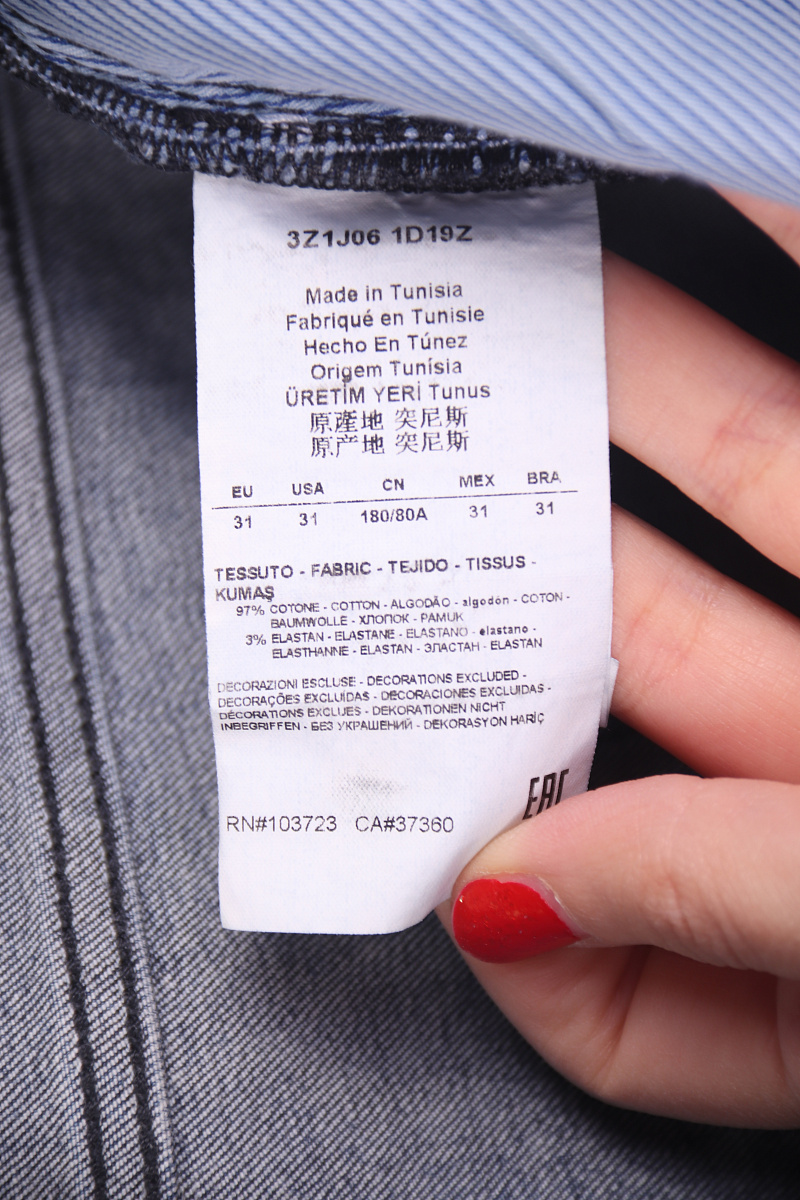 3Z1J06 1D19Z
Made in Tunisia
Fabriqué en Tunisie
Hecho En Túnez
Origem Tunísia
ÜRETİM YERİ Tunus
原產地 突尼斯
原产地 突尼斯
EU USA CN MEX BRA
31 31 180/80A 31 31
TESSUTO - FABRIC - TEJIDO - TISSUS -
KUMAŞ
97% COTONE - COTTON - ALGODÃO - algodón - COTON -
BAUMWOLLE - ХЛОПОК - PAMUK
3% ELASTAN - ELASTANE - ELASTANO - elastano -
ELASTHANNE - ELASTAN - ЭЛАСТАН - ELASTAN
DECORAZIONI ESCLUSE - DECORATIONS EXCLUDED -
DECORAÇÕES EXCLUÍDAS - DECORACIONES EXCLUIDAS -
DÉCORATIONS EXCLUES - DEKORATIONEN NICHT
INBEGRIFFEN - БЕЗ УКРАШЕНИЙ - DEKORASYON HARİÇ
EAC
RN#103723 CA#37360